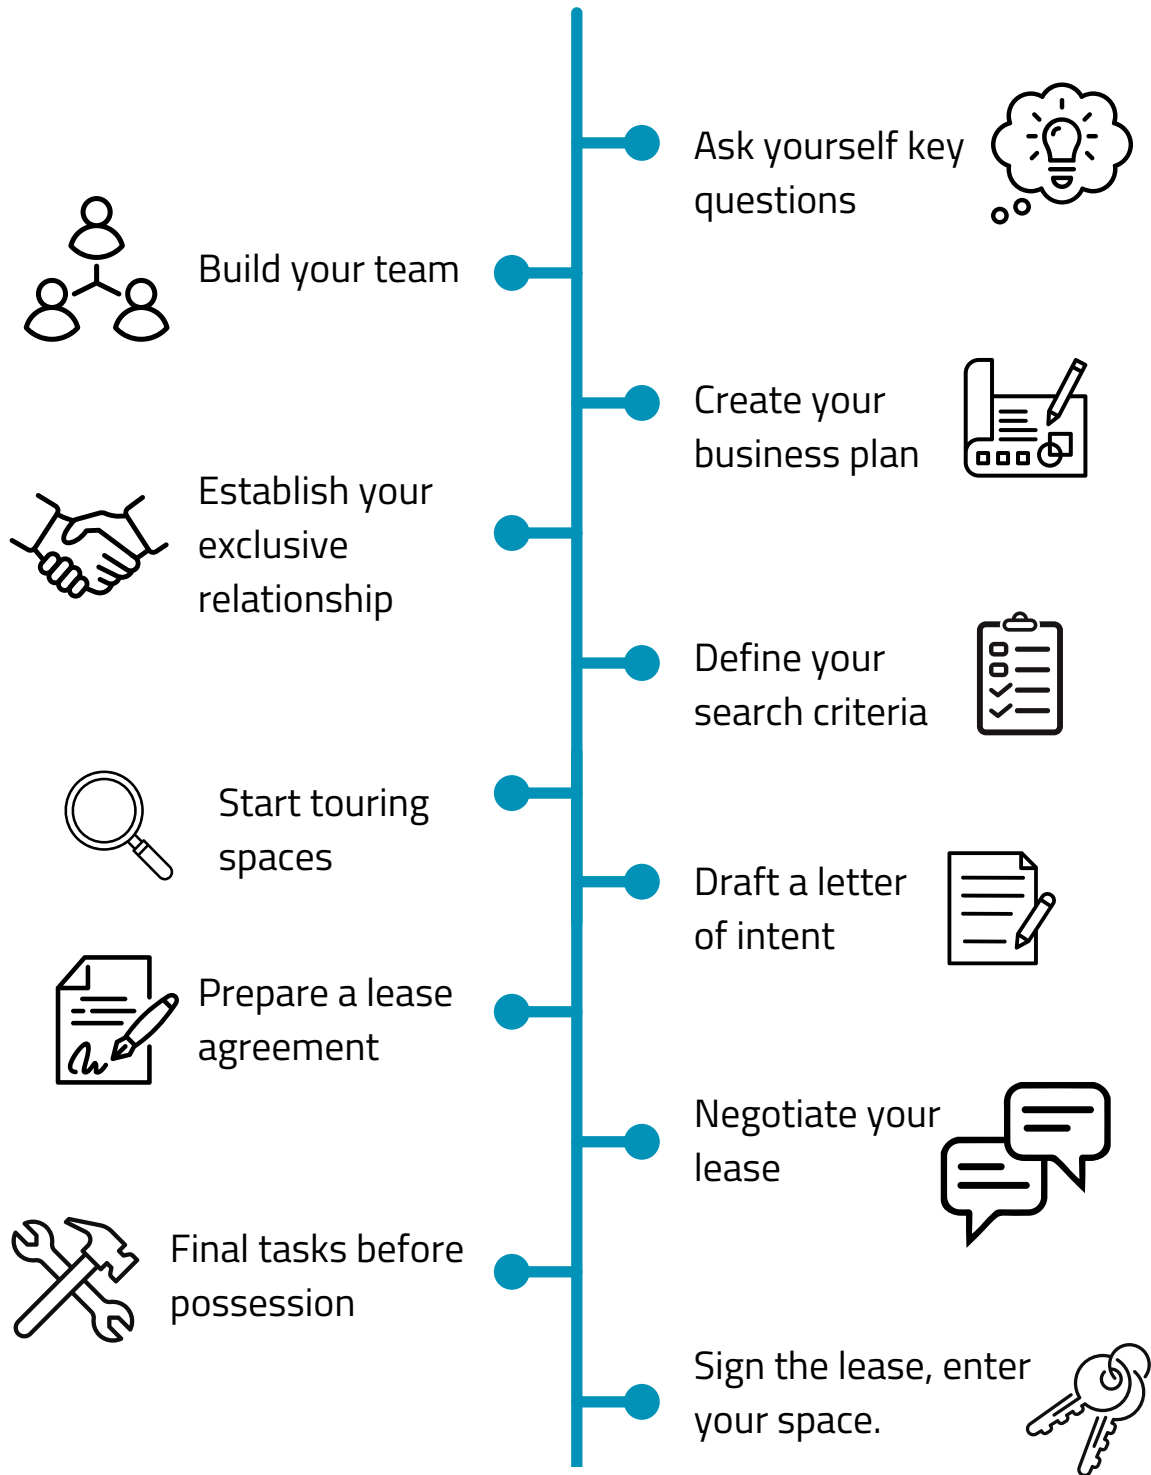 Ask yourself key
questions
Build your team
Create your
business plan
Establish your
exclusive
relationship
Define your
search criteria
Start touring
spaces
Draft a letter
of intent
Prepare a lease
agreement
Negotiate your
lease
Final tasks before
possession
Sign the lease, enter
your space.